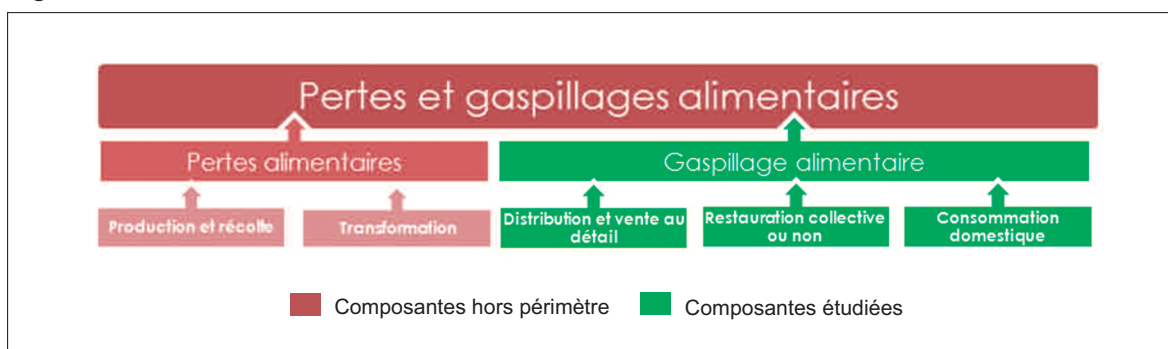 Pertes et gaspillages alimentaires
Pertes alimentaires
Gaspillage alimentaire
Production et récolte
Transformation
Distribution et vente au
détail
Restauration collective
ou non
Consommation
domestique
Composantes hors périmètre
Composantes étudiées